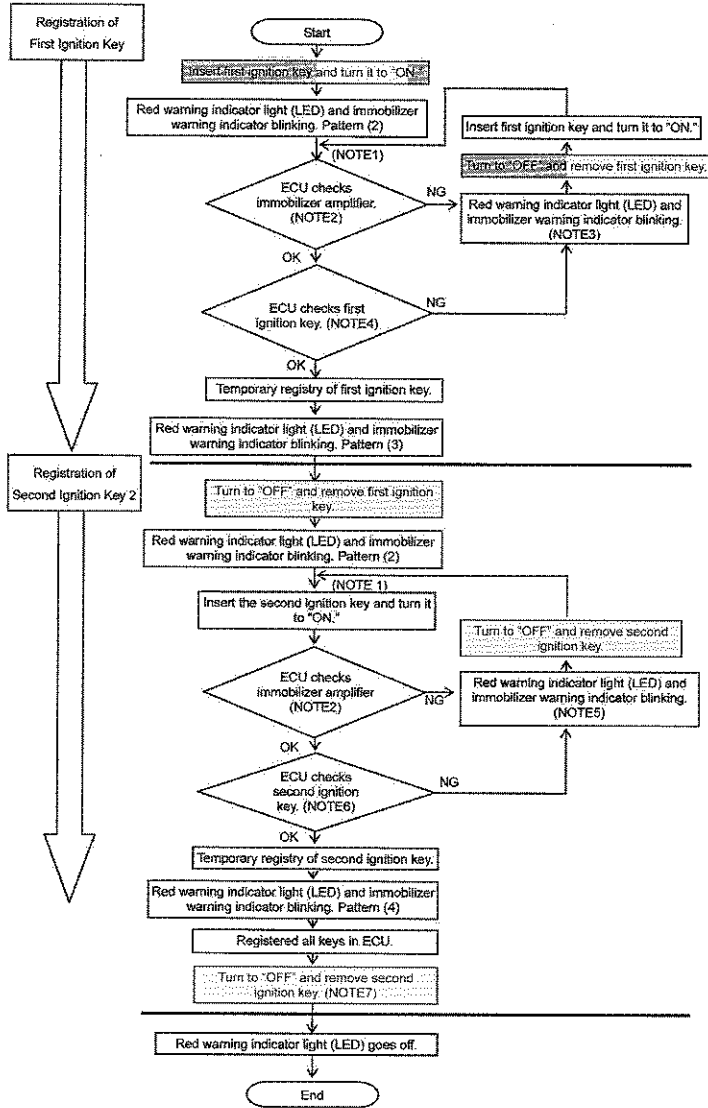 Registration of
First Ignition Key
Start
Insert first ignition key and turn it to "ON."
Red warning indicator light (LED) and immobilizer
warning indicator blinking. Pattern (2)
(NOTE1)
Insert first ignition key and turn it to "ON."
Turn to "OFF" and remove first ignition key.
ECU checks
immobilizer amplifier.
(NOTE2)
NG
Red warning indicator light (LED) and
immobilizer warning indicator blinking.
(NOTE3)
OK
ECU checks first
ignition key. (NOTE4)
NG
OK
Temporary registry of first ignition key.
Red warning indicator light (LED) and immobilizer
warning indicator blinking. Pattern (3)
Registration of
Second Ignition Key 2
Turn to "OFF" and remove first ignition
key.
Red warning indicator light (LED) and immobilizer
warning indicator blinking. Pattern (2)
(NOTE 1)
Insert the second ignition key and turn it
to "ON."
Turn to "OFF" and remove second
ignition key.
ECU checks
immobilizer amplifier
(NOTE2)
NG
Red warning indicator light (LED) and
immobilizer warning indicator blinking.
(NOTE5)
OK
ECU checks
second ignition
key. (NOTE6)
NG
OK
Temporary registry of second ignition key.
Red warning indicator light (LED) and immobilizer
warning indicator blinking. Pattern (4)
Registered all keys in ECU.
Turn to "OFF" and remove second
ignition key. (NOTE7)
Red warning indicator light (LED) goes off.
End